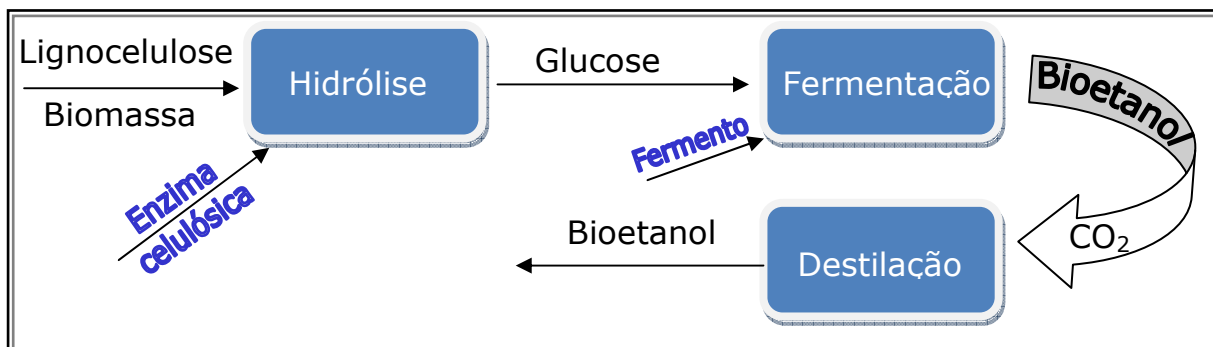 Lignocelulose
Biomassa
Enzima
celulósica
Hidrólise
Glucose
Fermento
Fermentação
Bioetanol
CO₂
Destilação
Bioetanol